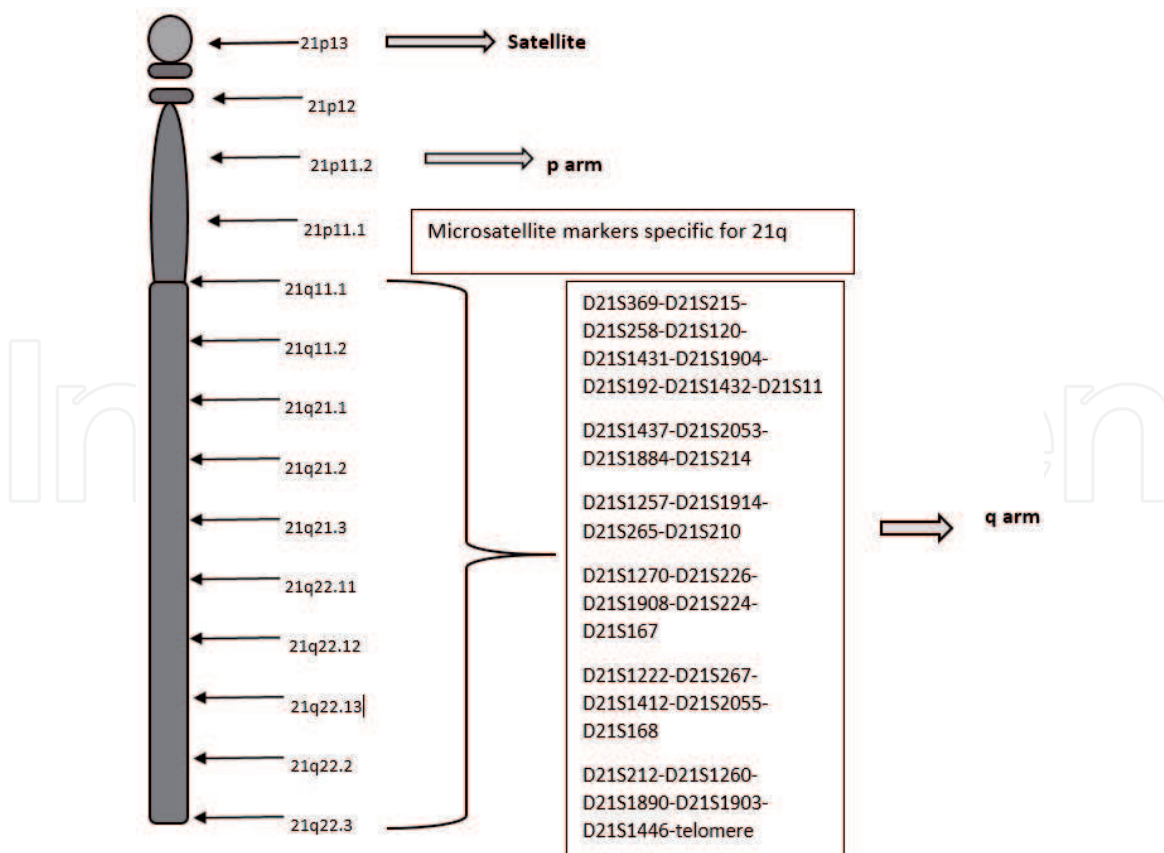 21p13
Satellite
21p12
21p11.2
p arm
21p11.1
Microsatellite markers specific for 21q
21q11.1
21q11.2
21q21.1
21q21.2
21q21.3
21q22.11
21q22.12
21q22.13
21q22.2
21q22.3
D21S369-D21S215-
D21S258-D21S120-
D21S1431-D21S1904-
D21S192-D21S1432-D21S11
D21S1437-D21S2053-
D21S1884-D21S214
D21S1257-D21S1914-
D21S265-D21S210
D21S1270-D21S226-
D21S1908-D21S224-
D21S167
D21S1222-D21S267-
D21S1412-D21S2055-
D21S168
D21S212-D21S1260-
D21S1890-D21S1903-
D21S1446-telomere
q arm